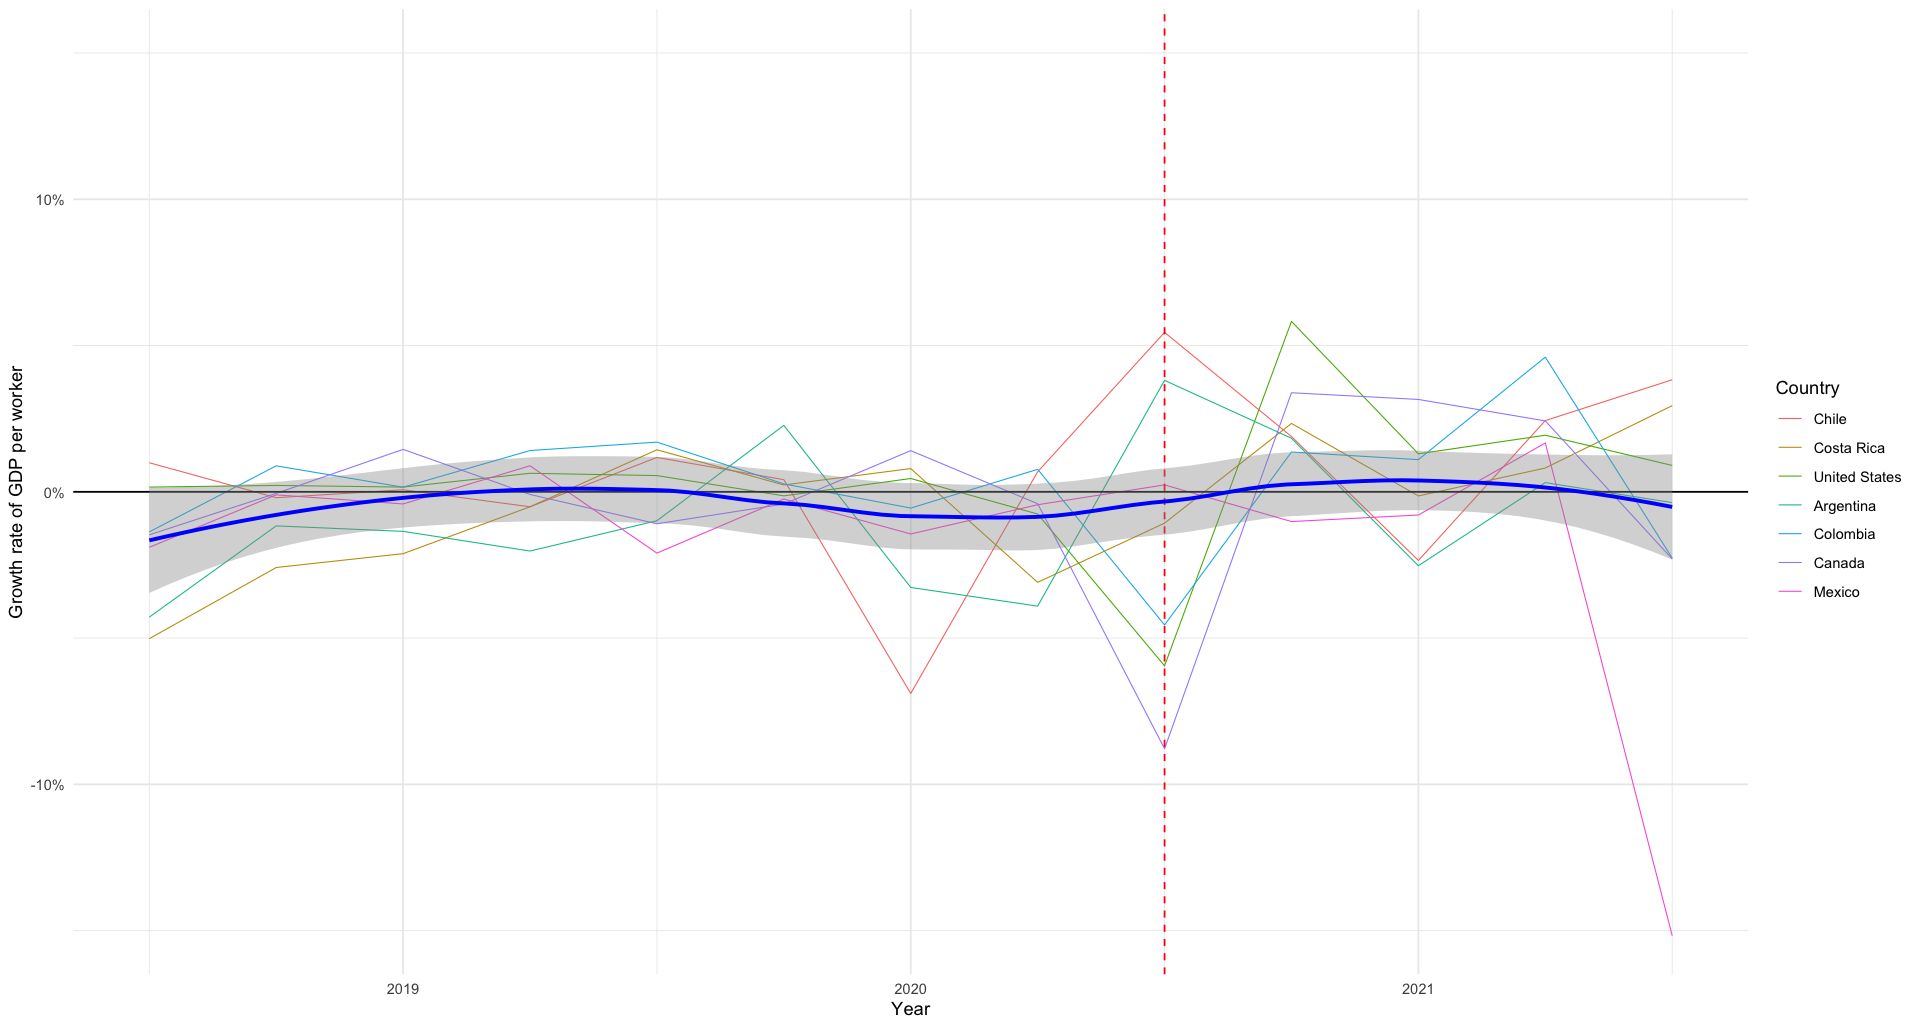 Growth rate of GDP per worker
10%
0%
-10%
2019
2020
2021
Year
Country
Chile
Costa Rica
United States
Argentina
Colombia
Canada
Mexico